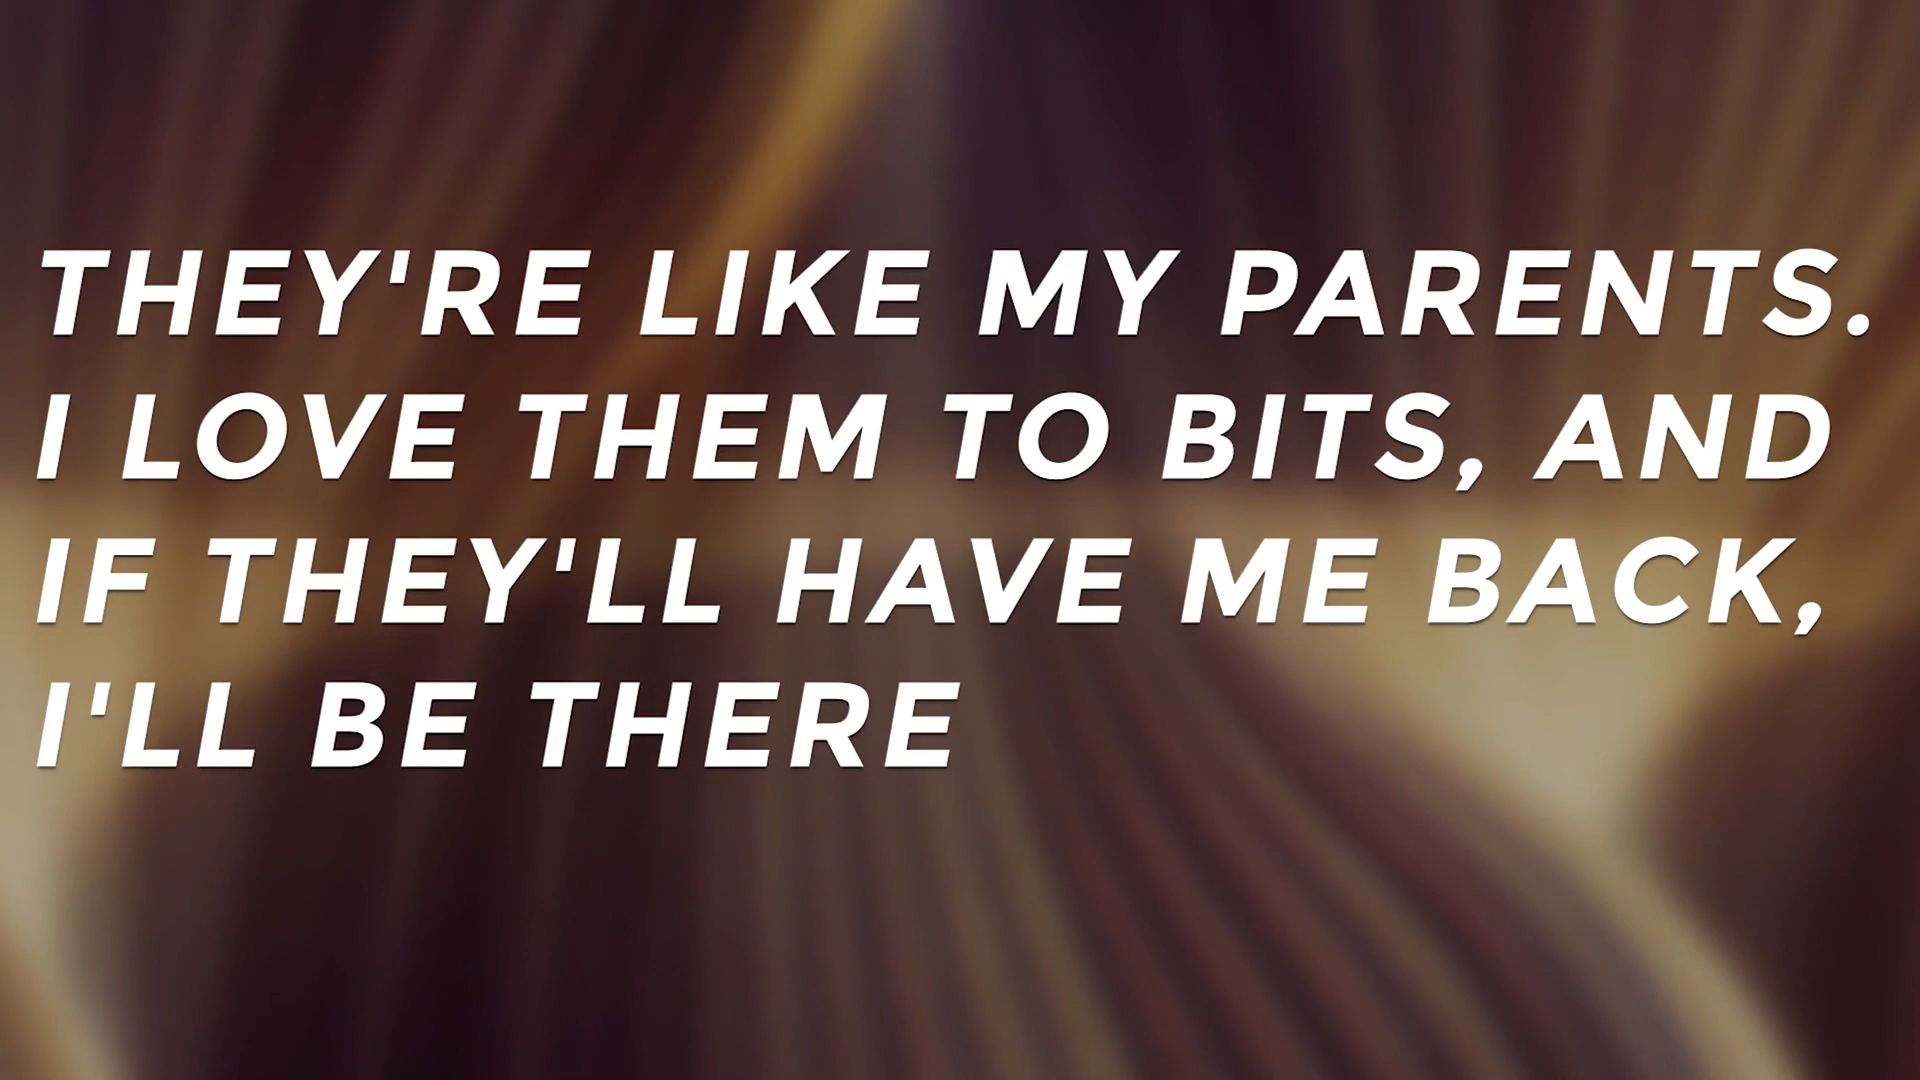 THEY'RE LIKE MY PARENTS.
I LOVE THEM TO BITS, AND
IF THEY'LL HAVE ME BACK,
I'LL BE THERE